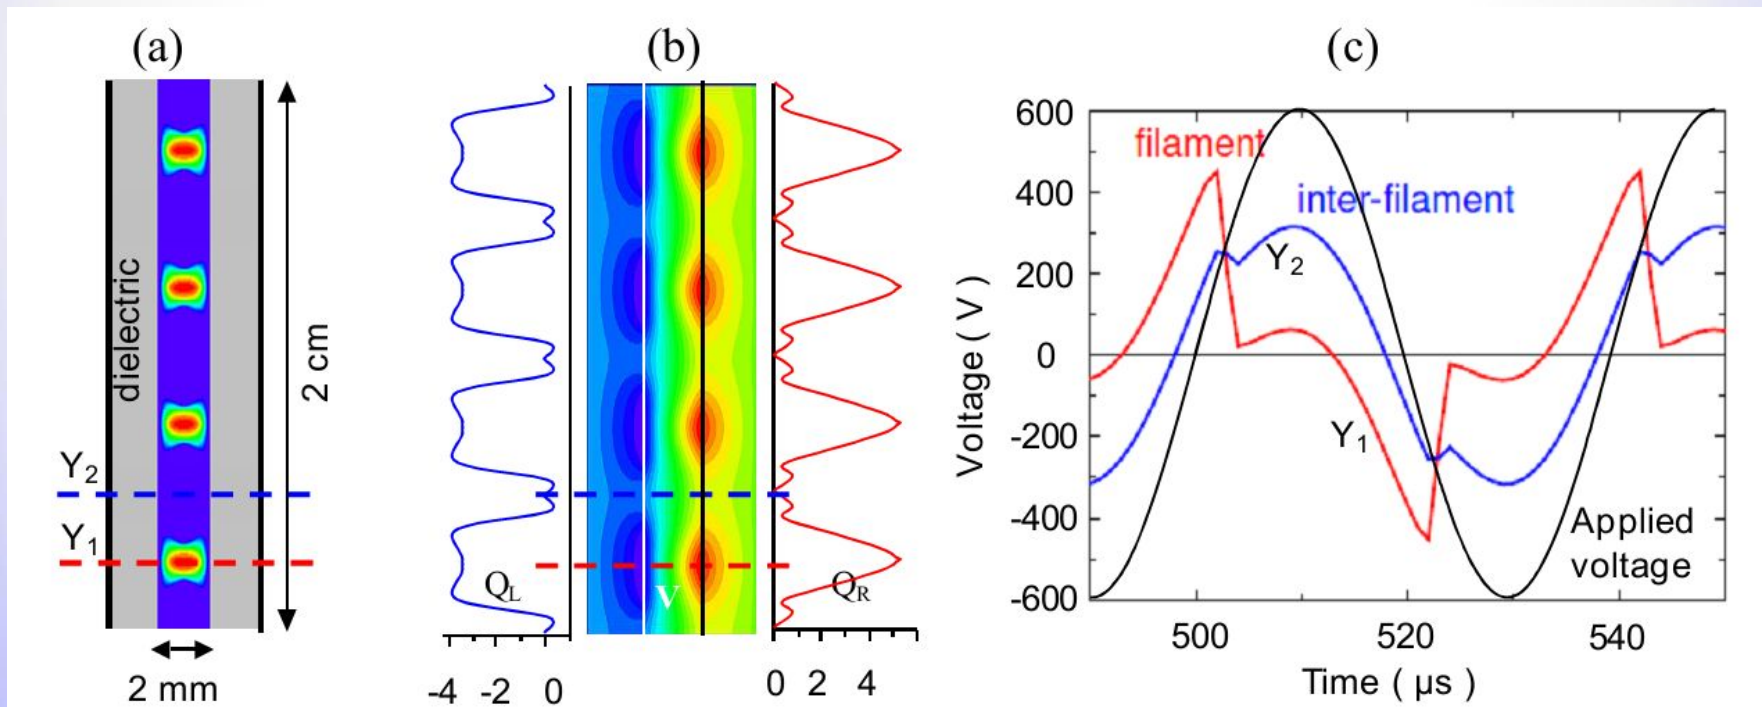 (a)
dielectric
2 cm
Y2
Y1
2 mm
(b)
QL
V
QR
-4 -2 0
0 2 4
(c)
600
400
200
0
-200
-400
-600
Voltage ( V )
filament
inter-filament
Y2
Y1
Applied
voltage
500 520 540
Time ( µs )